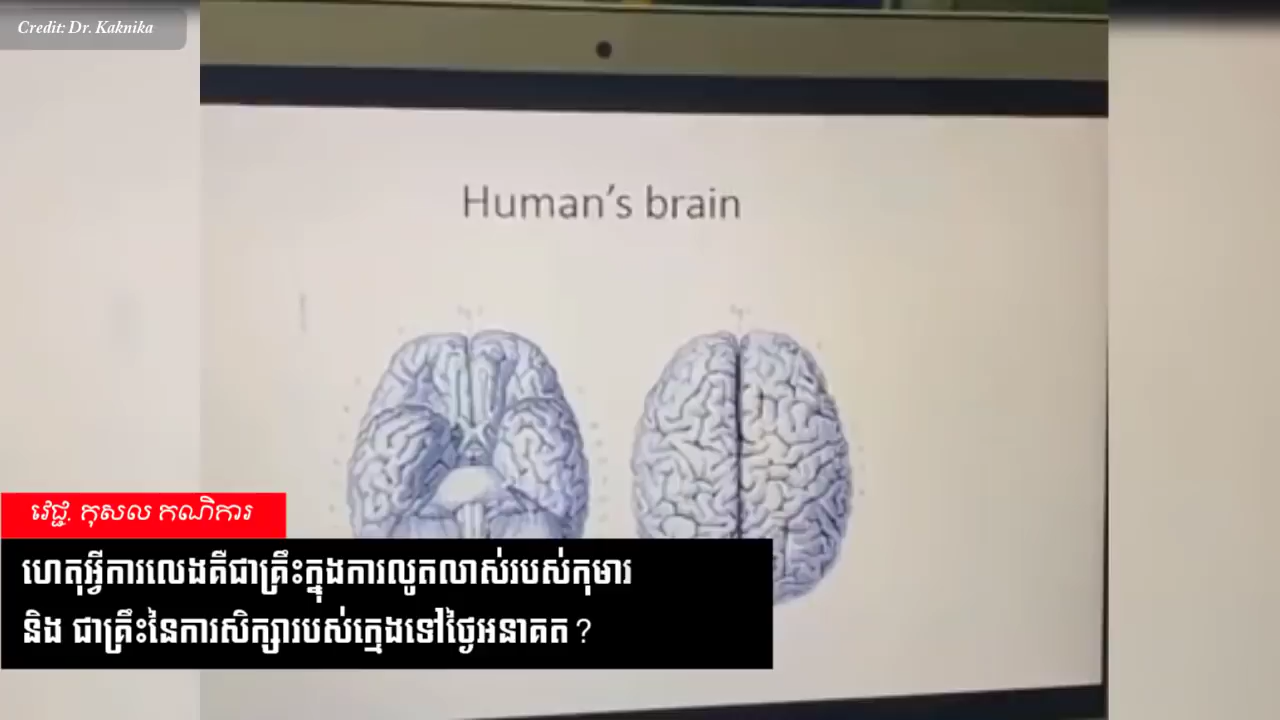 Credit: Dr. Kaknika
Human's brain
វេជ្ជ. កុសល កណិការ
ហេតុអ្វីការលេងគឺជាគ្រឹះក្នុងការលូតលាស់របស់កុមារ
និង ជាគ្រឹះនៃការសិក្សារបស់ក្មេងទៅថ្ងៃអនាគត ?